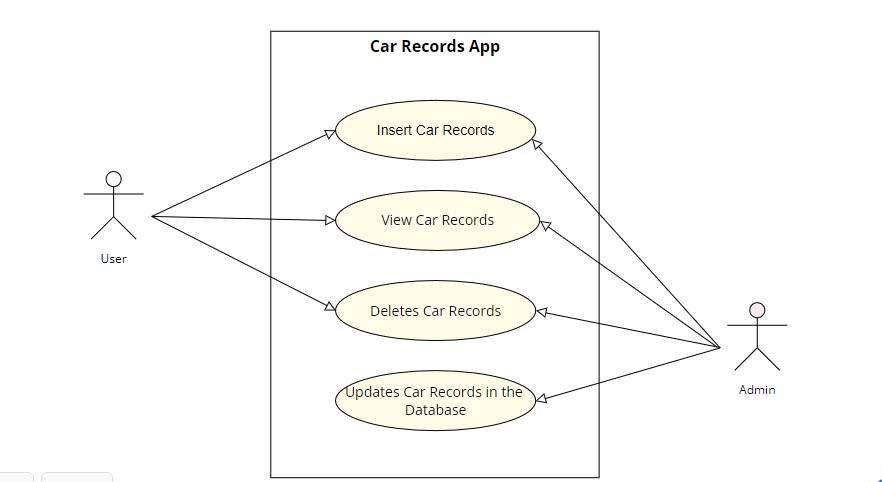 Car Records App
Insert Car Records
View Car Records
User
Deletes Car Records
Updates Car Records in the
Database
Admin